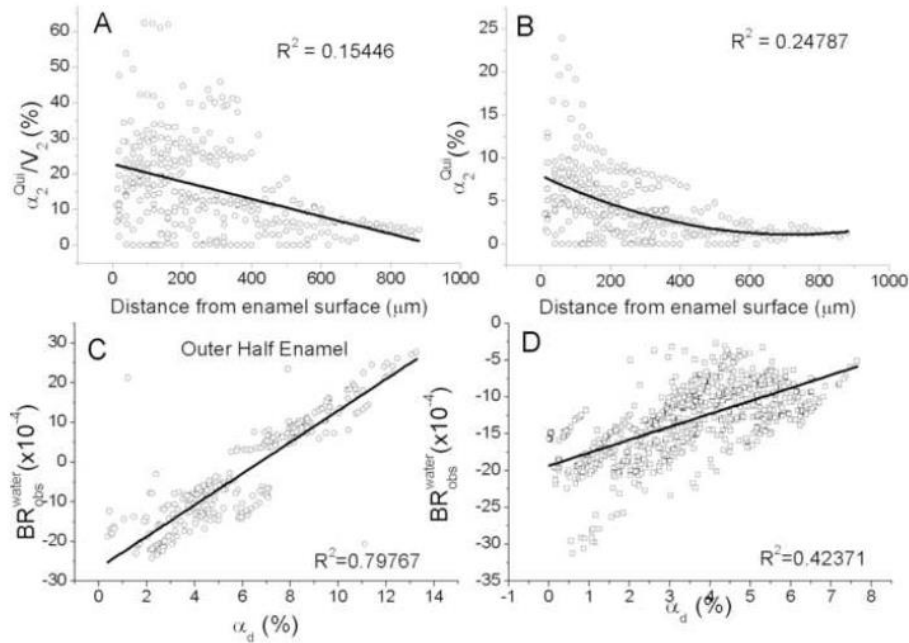 A
R² = 0.15446
α₂^Qui/V₂ (%)
60
50
40
30
20
10
0
0 200 400 600 800 1000
Distance from enamel surface (μm)
B
R² = 0.24787
α₂^Qui (%)
25
20
15
10
5
0
0 200 400 600 800 1000
Distance from enamel surface (μm)
C
Outer Half Enamel
BR_obs^water (x10⁻⁴)
30
20
10
0
-10
-20
-30
R²=0.79767
0 2 4 6 8 10 12 14
α_d (%)
D
BR_obs^water (x10⁻⁴)
0
-5
-10
-15
-20
-25
-30
-35
R²=0.42371
-1 0 1 2 3 4 5 6 7 8
α_d (%)